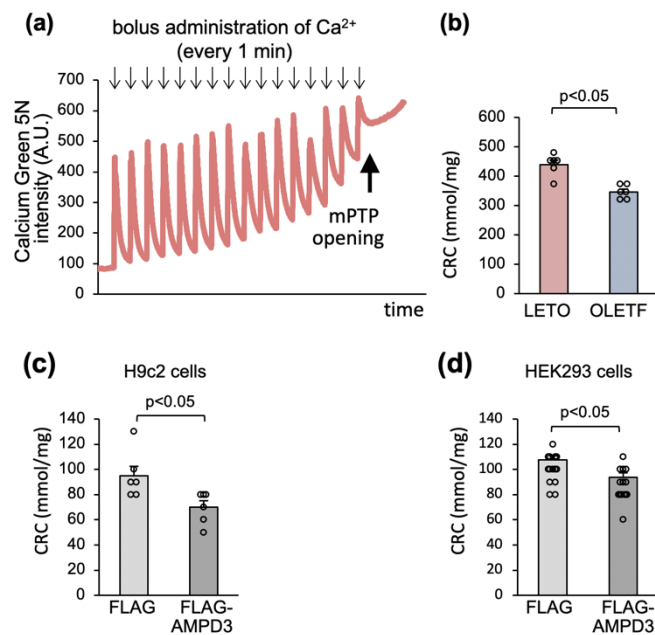 (a)
bolus administration of Ca²⁺
(every 1 min)
Calcium Green 5N
intensity (A.U.)
700
600
500
400
300
200
100
0
mPTP
opening
time
(b)
p<0.05
CRC (mmol/mg)
600
500
400
300
200
100
0
LETO OLETF
(c)
H9c2 cells
p<0.05
CRC (mmol/mg)
140
120
100
80
60
40
20
0
FLAG FLAG-
AMPD3
(d)
HEK293 cells
p<0.05
CRC (mmol/mg)
140
120
100
80
60
40
20
0
FLAG FLAG-
AMPD3